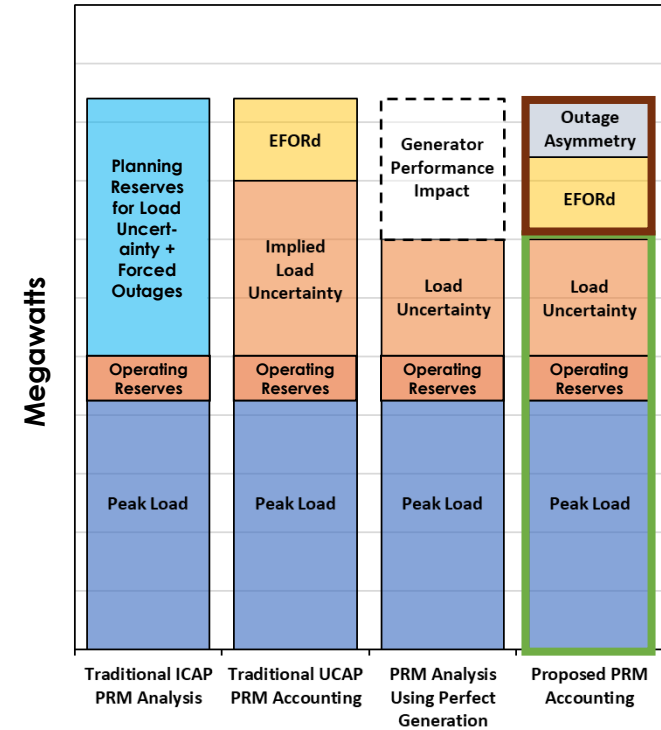 Megawatts
Planning
Reserves
for Load
Uncert-
ainty +
Forced
Outages
Operating
Reserves
Peak Load
EFORd
Implied
Load
Uncertainty
Operating
Reserves
Peak Load
Generator
Performance
Impact
Load
Uncertainty
Operating
Reserves
Peak Load
Outage
Asymmetry
EFORd
Load
Uncertainty
Operating
Reserves
Peak Load
Traditional ICAP
PRM Analysis
Traditional UCAP
PRM Accounting
PRM Analysis
Using Perfect
Generation
Proposed PRM
Accounting